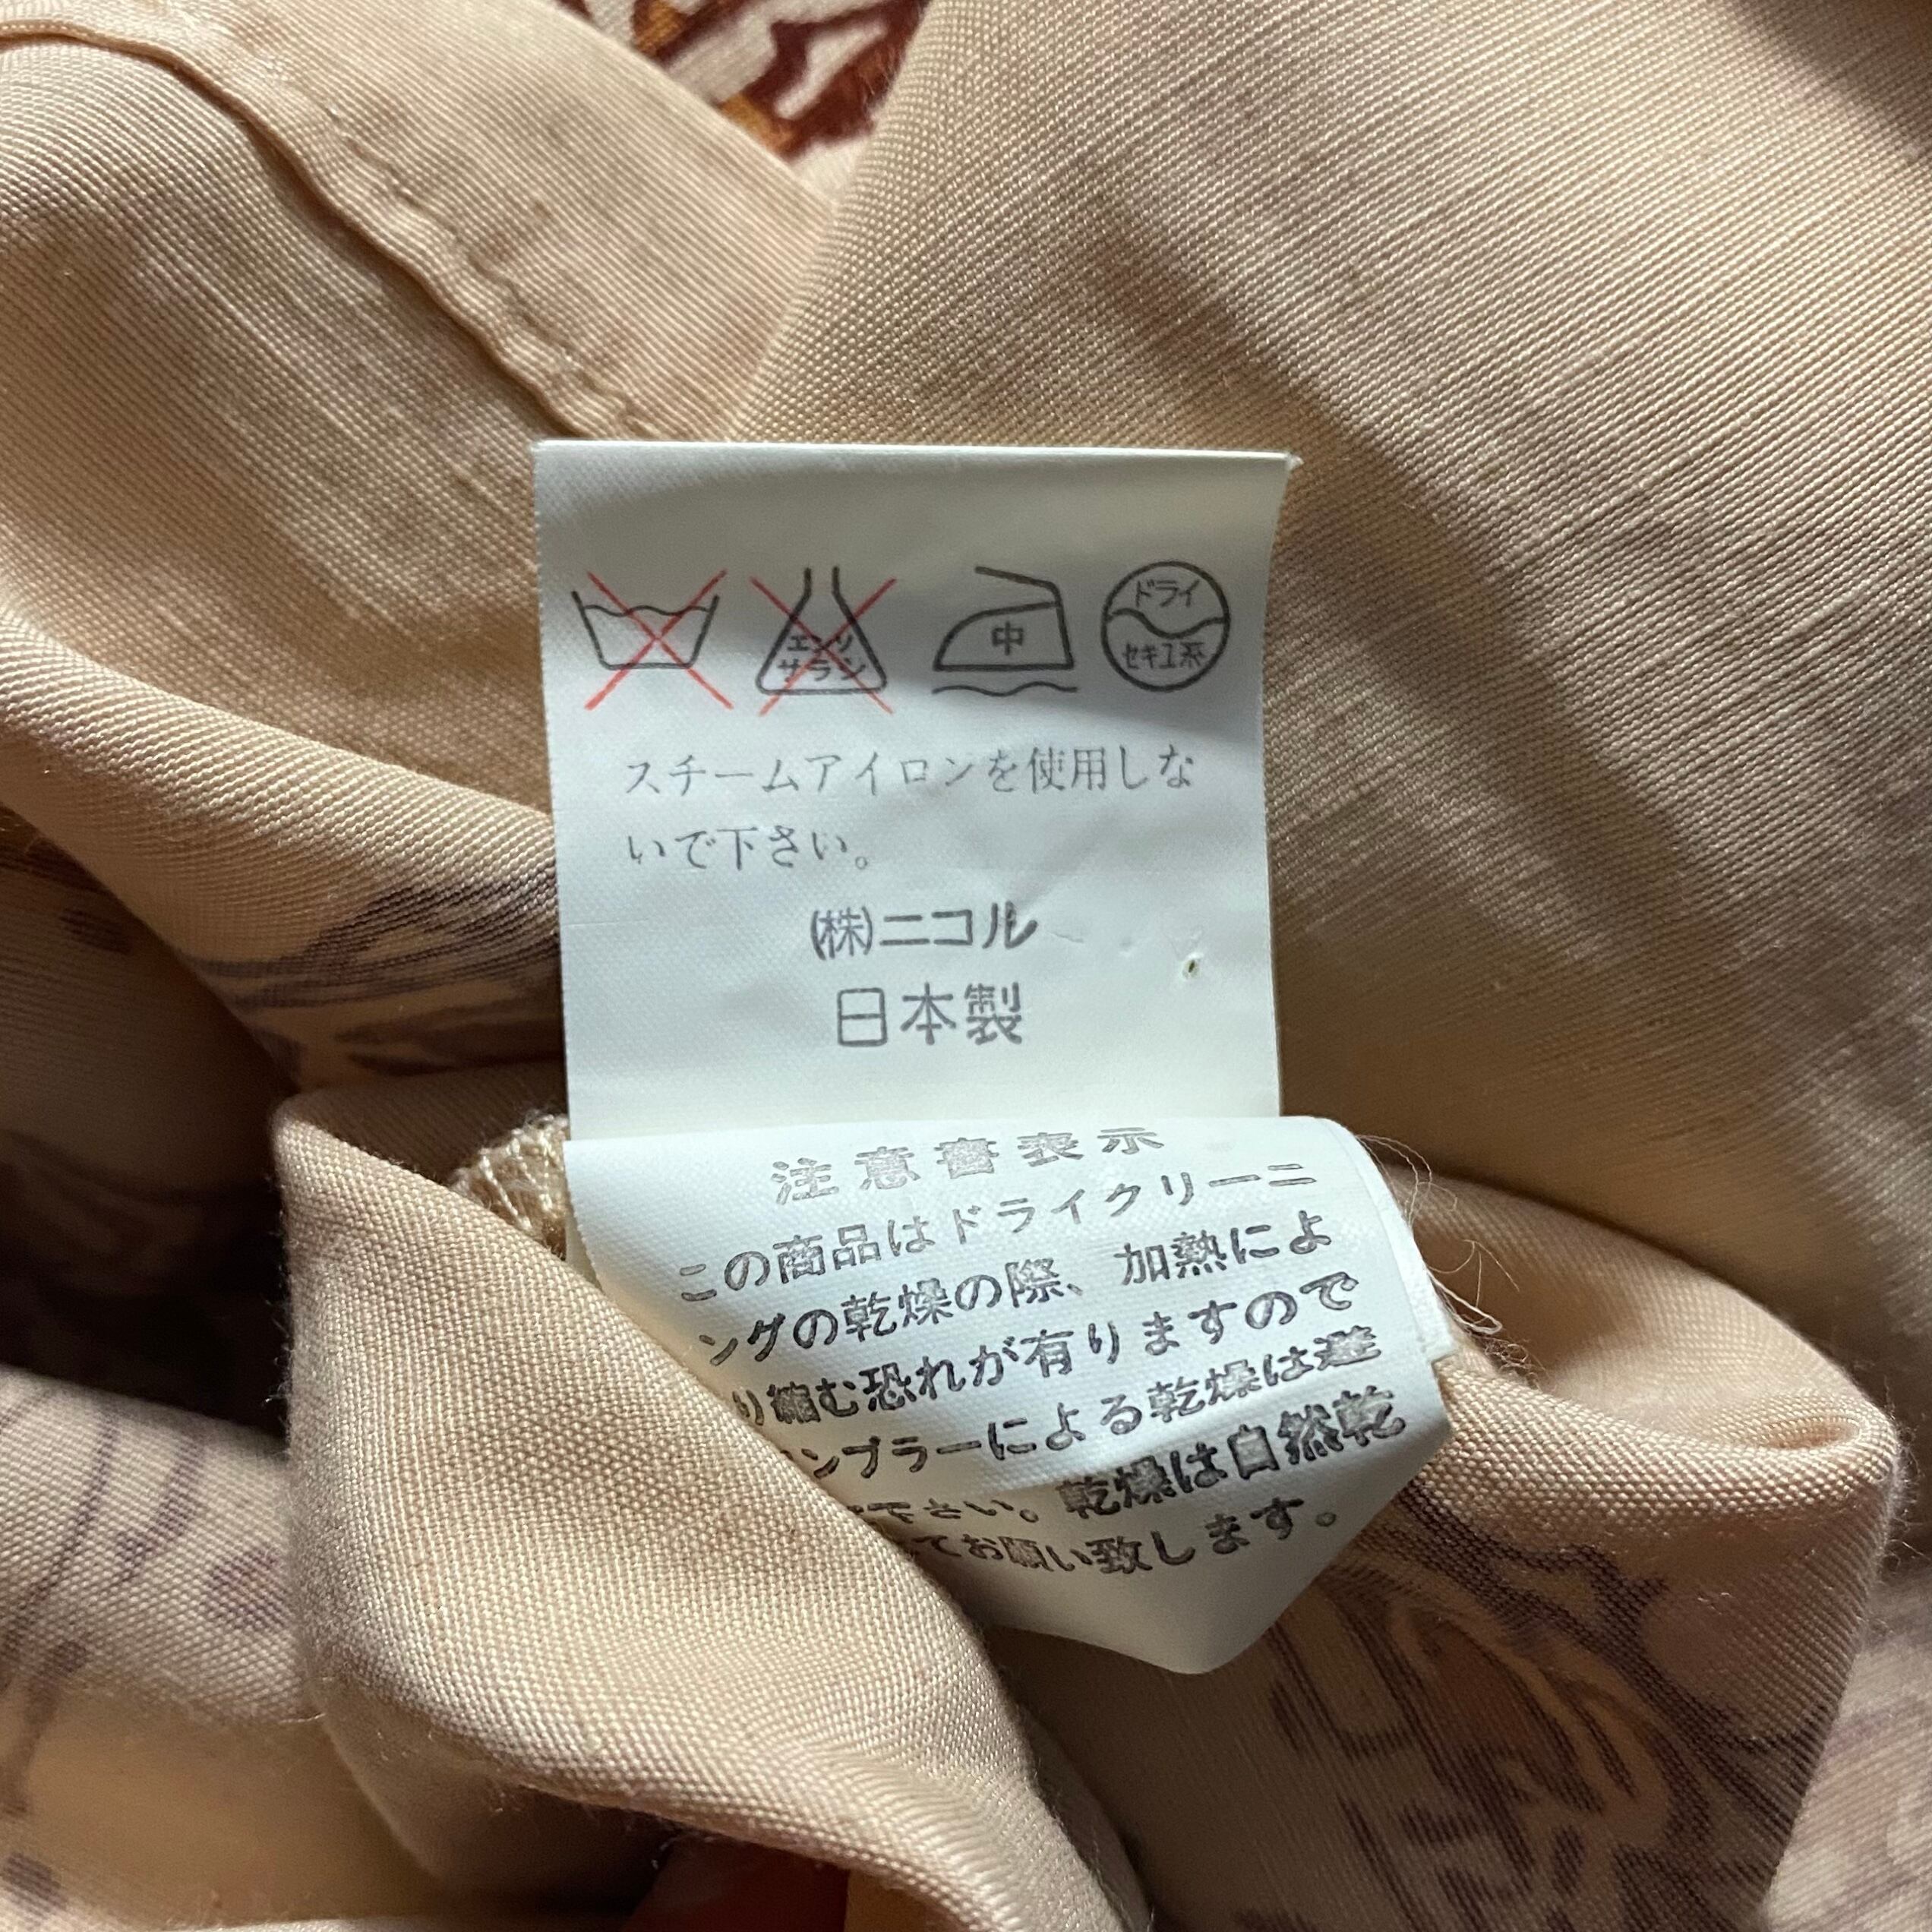 エンソ
サラシ
中
ドライ
セキユ系
スチームアイロンを使用しな
いで下さい。
㈱ニコル
日本製
注意書表示
この商品はドライクリーニ
ングの乾燥の際、加熱によ
り縮む恐れが有りますので
ンブラーによる乾燥は避
下さい。乾燥は自然乾
てお願い致します。